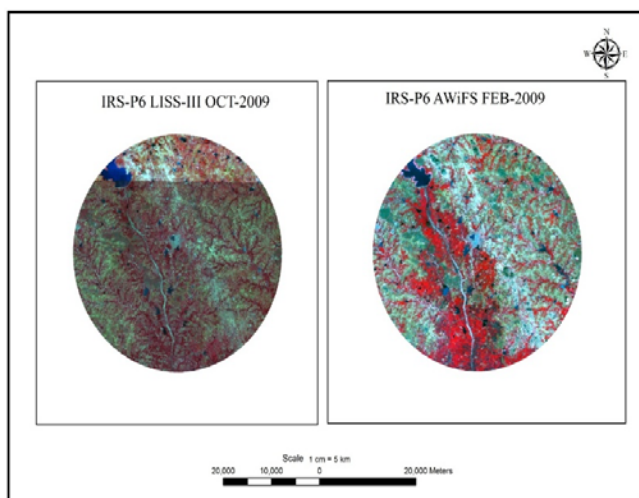 N
W E
S
IRS-P6 LISS-III OCT-2009
IRS-P6 AWiFS FEB-2009
Scale 1 cm = 5 km
20,000 10,000 0 20,000 Meters